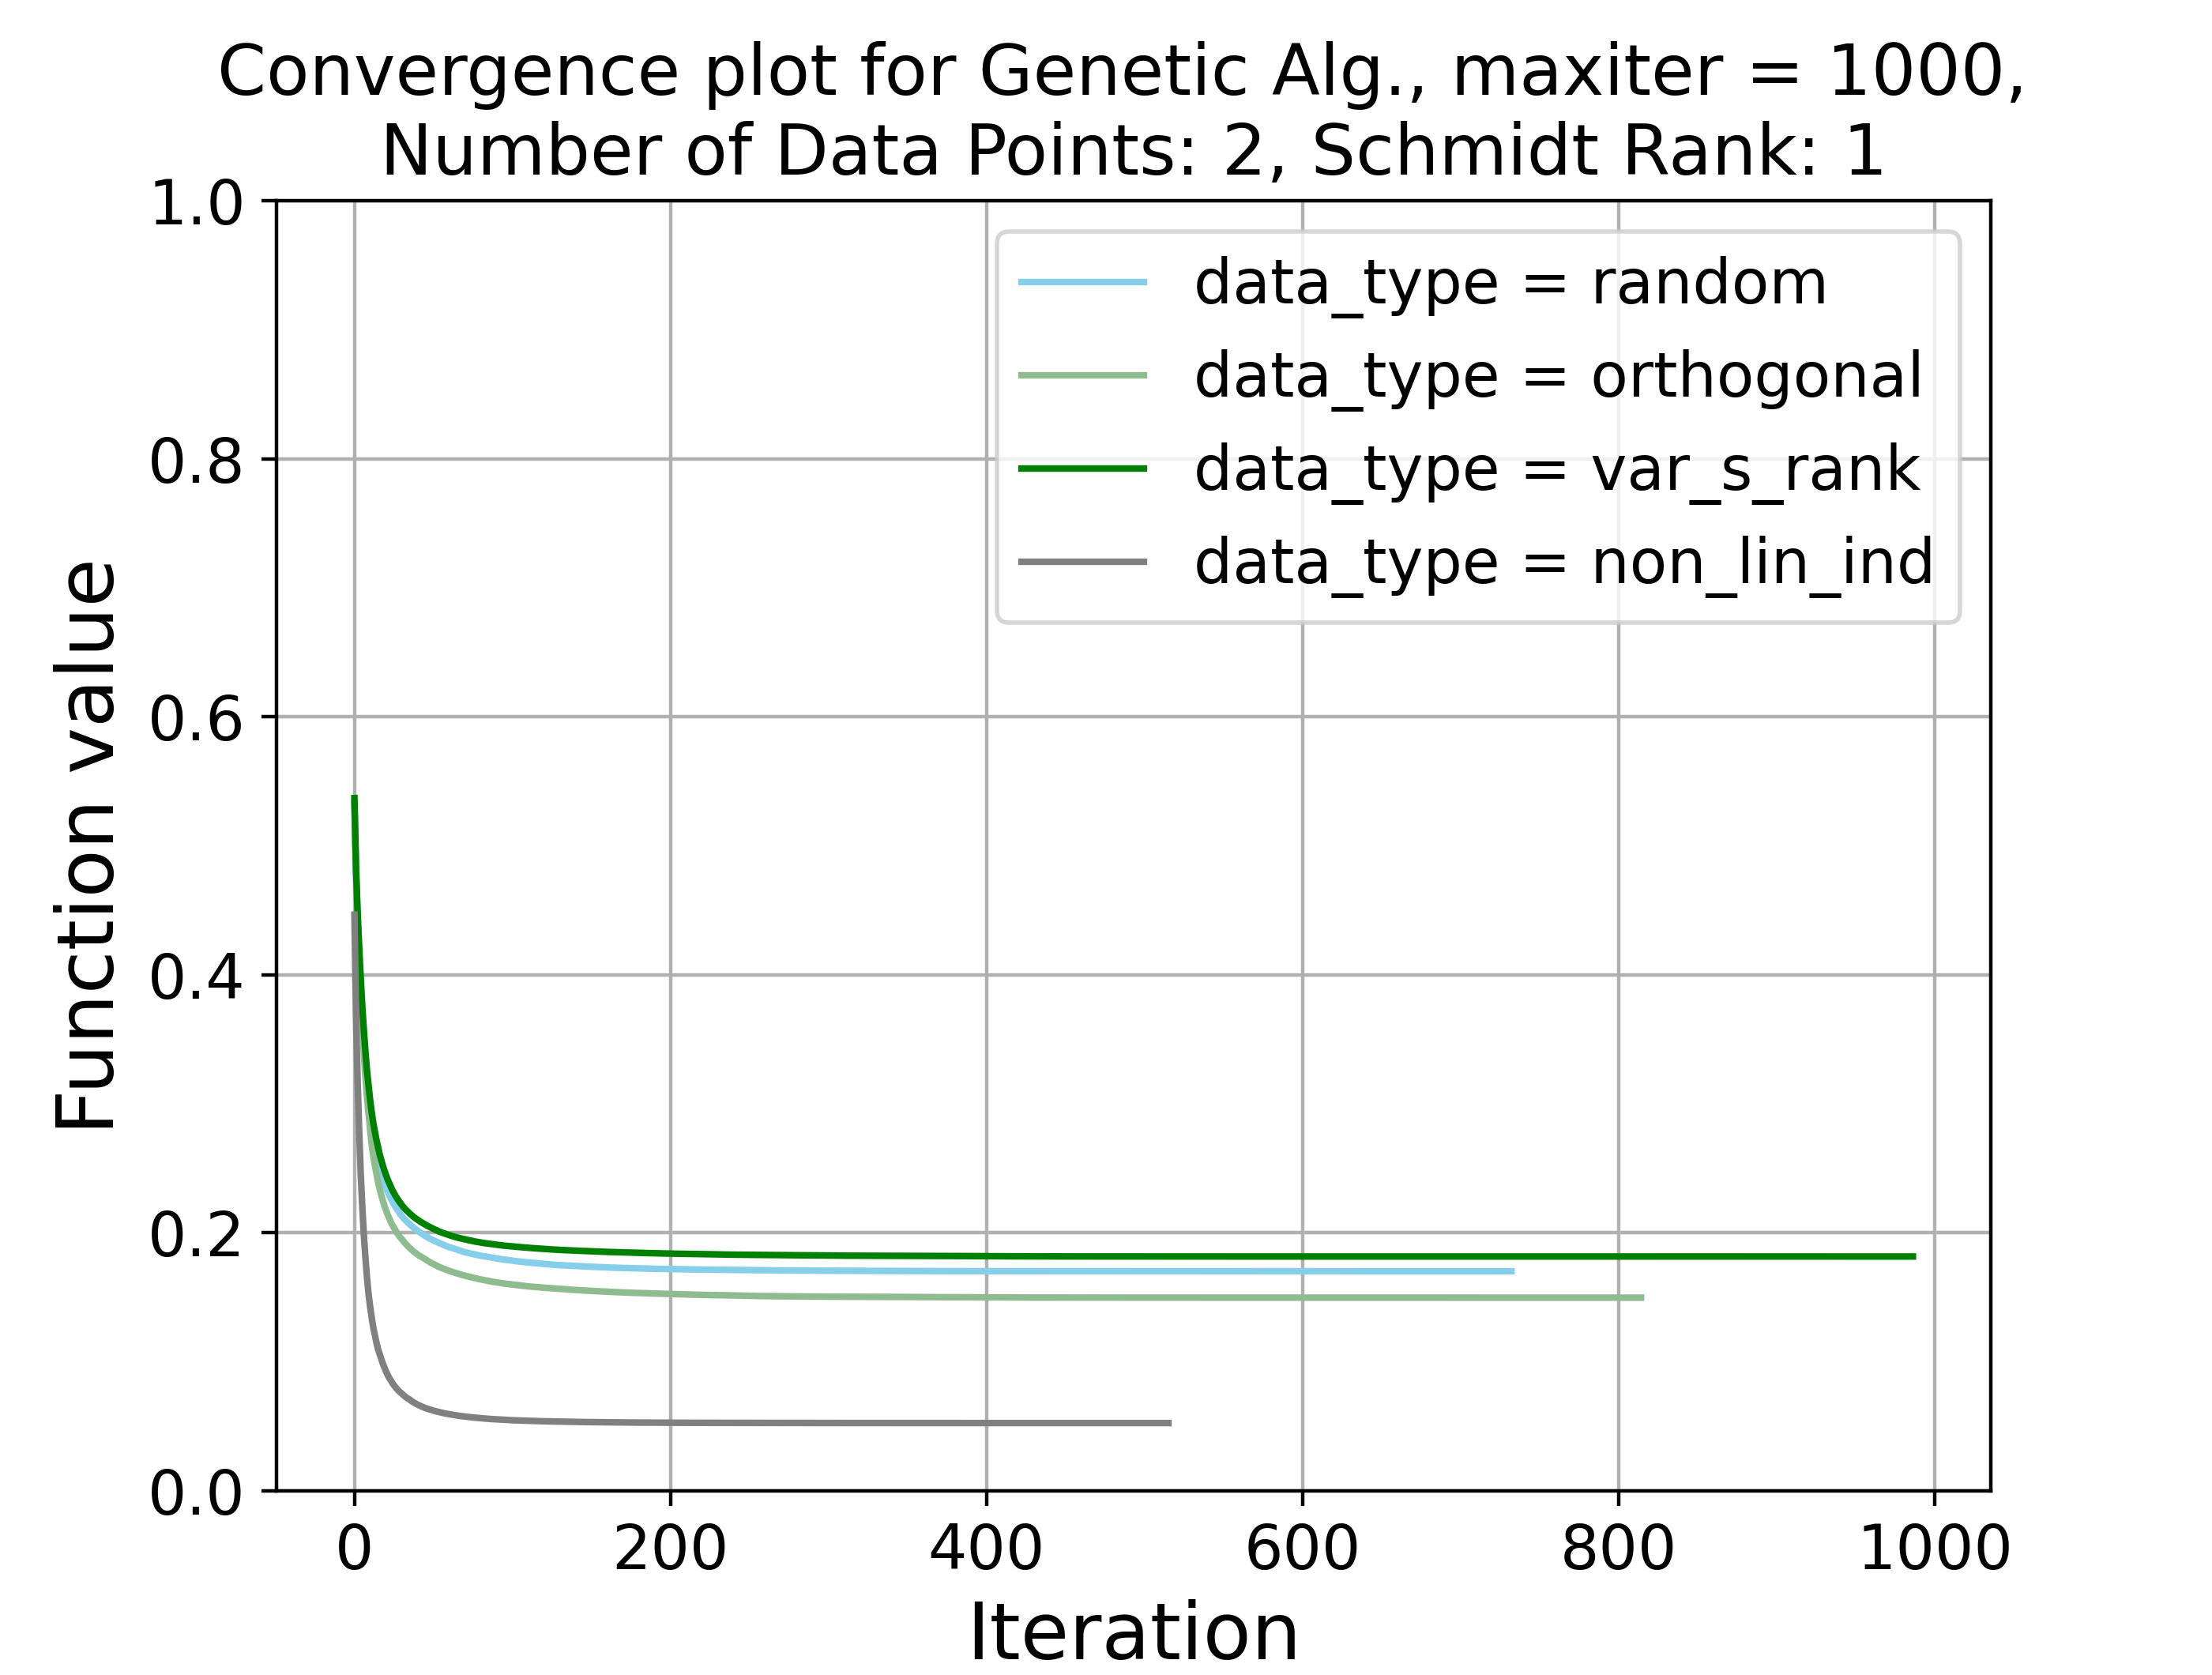 Convergence plot for Genetic Alg., maxiter = 1000,
Number of Data Points: 2, Schmidt Rank: 1
1.0
0.8
0.6
0.4
0.2
0.0
Function value
data_type = random
data_type = orthogonal
data_type = var_s_rank
data_type = non_lin_ind
0 200 400 600 800 1000
Iteration